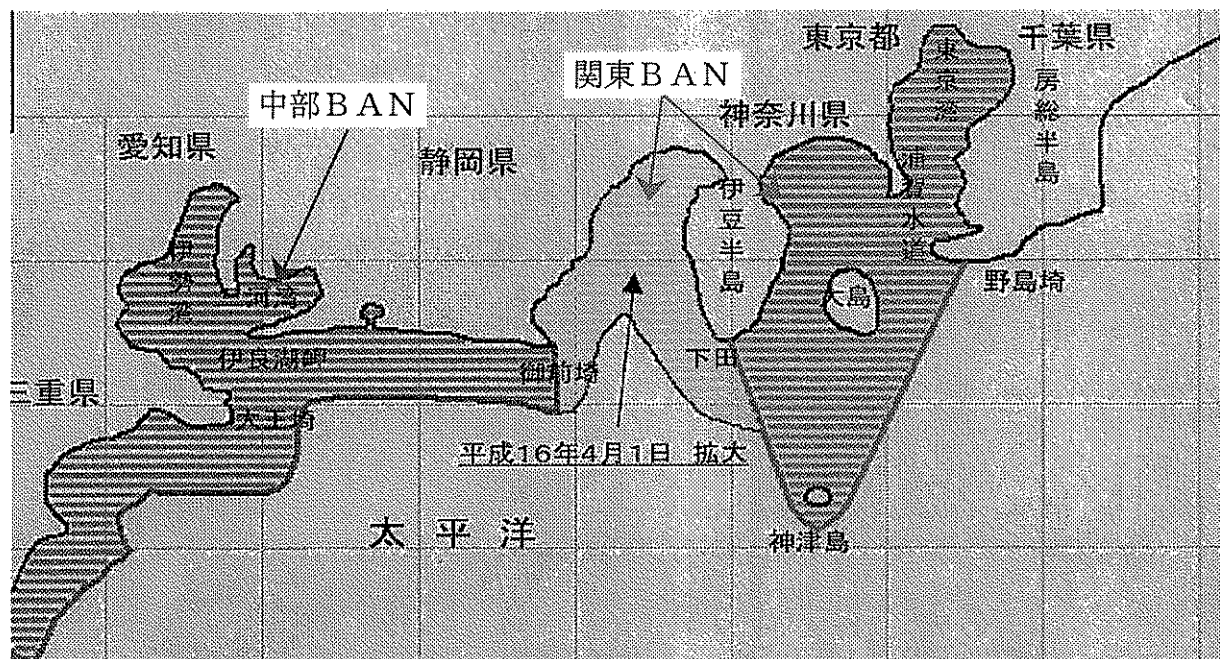 東京都
千葉県
関東BAN
中部BAN
神奈川県
愛知県
静岡県
東京湾
房総半島
浦賀水道
伊豆半島
伊勢湾
河湾
大島
野島埼
伊良湖岬
御前埼
下田
三重県
大王埼
平成16年4月1日 拡大
太平洋
神津島